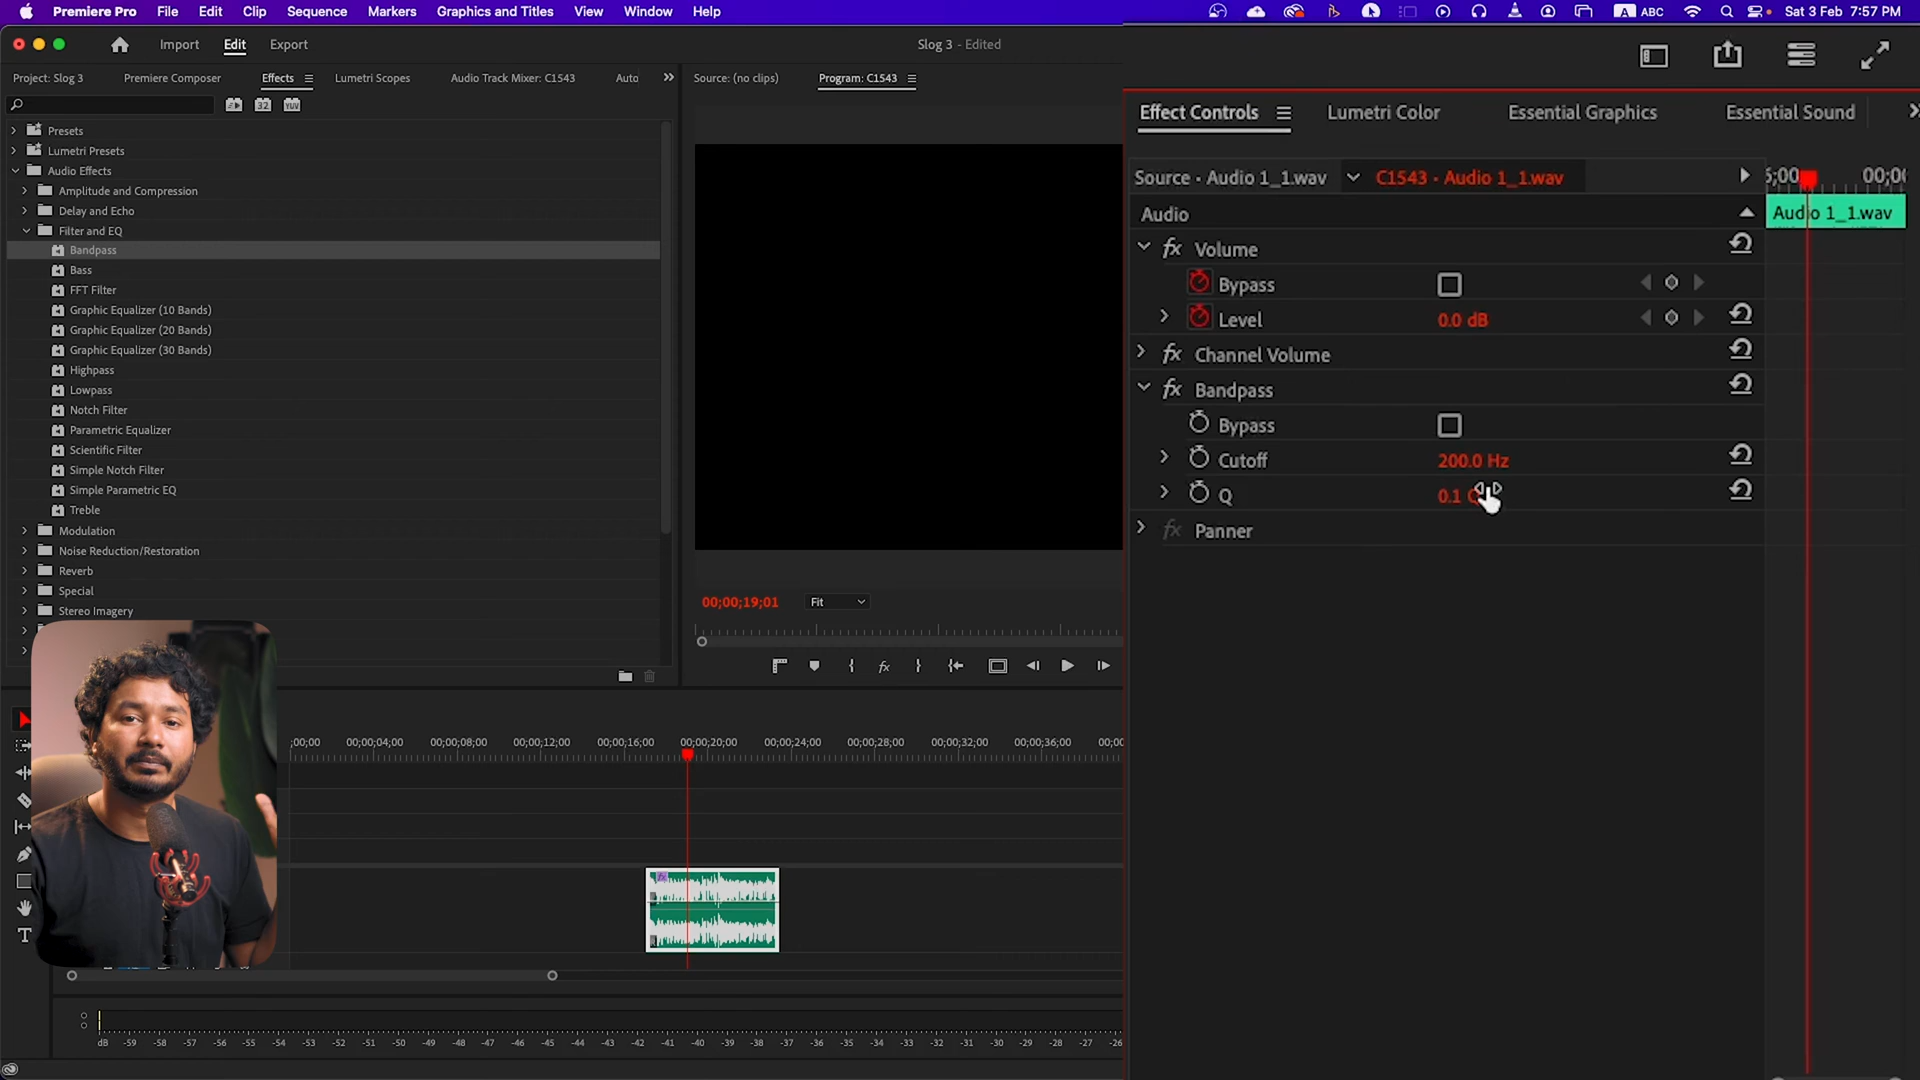 Premiere Pro File Edit Clip Sequence Markers Graphics and Titles View Window Help
A ABC Sat 3 Feb 7:57 PM
Import Edit Export
Slog 3 - Edited
Project: Slog 3 Premiere Composer Effects Lumetri Scopes Audio Track Mixer: C1543 Auto
Source: (no clips) Program: C1543
32 YUV
Presets
Lumetri Presets
Audio Effects
Amplitude and Compression
Delay and Echo
Filter and EQ
Bandpass
Bass
FFT Filter
Graphic Equalizer (10 Bands)
Graphic Equalizer (20 Bands)
Graphic Equalizer (30 Bands)
Highpass
Lowpass
Notch Filter
Parametric Equalizer
Scientific Filter
Simple Notch Filter
Simple Parametric EQ
Treble
Modulation
Noise Reduction/Restoration
Reverb
Special
Stereo Imagery
00;00;19;01 Fit
fx
Effect Controls Lumetri Color Essential Graphics Essential Sound
Source • Audio 1_1.wav C1543 • Audio 1_1.wav
;00 00;0
Audio
Audio 1_1.wav
fx Volume
Bypass
Level 0.0 dB
fx Channel Volume
fx Bandpass
Bypass
Cutoff 200.0 Hz
Q 0.1
fx Panner
;00;00 00;00;04;00 00;00;08;00 00;00;12;00 00;00;16;00 00;00;20;00 00;00;24;00 00;00;28;00 00;00;32;00 00;00;36;00 00;0
fx
T
dB -59 -57 -56 -55 -54 -53 -52 -51 -50 -49 -48 -47 -46 -45 -44 -43 -42 -41 -40 -39 -38 -37 -36 -35 -34 -33 -32 -31 -30 -29 -28 -27 -26